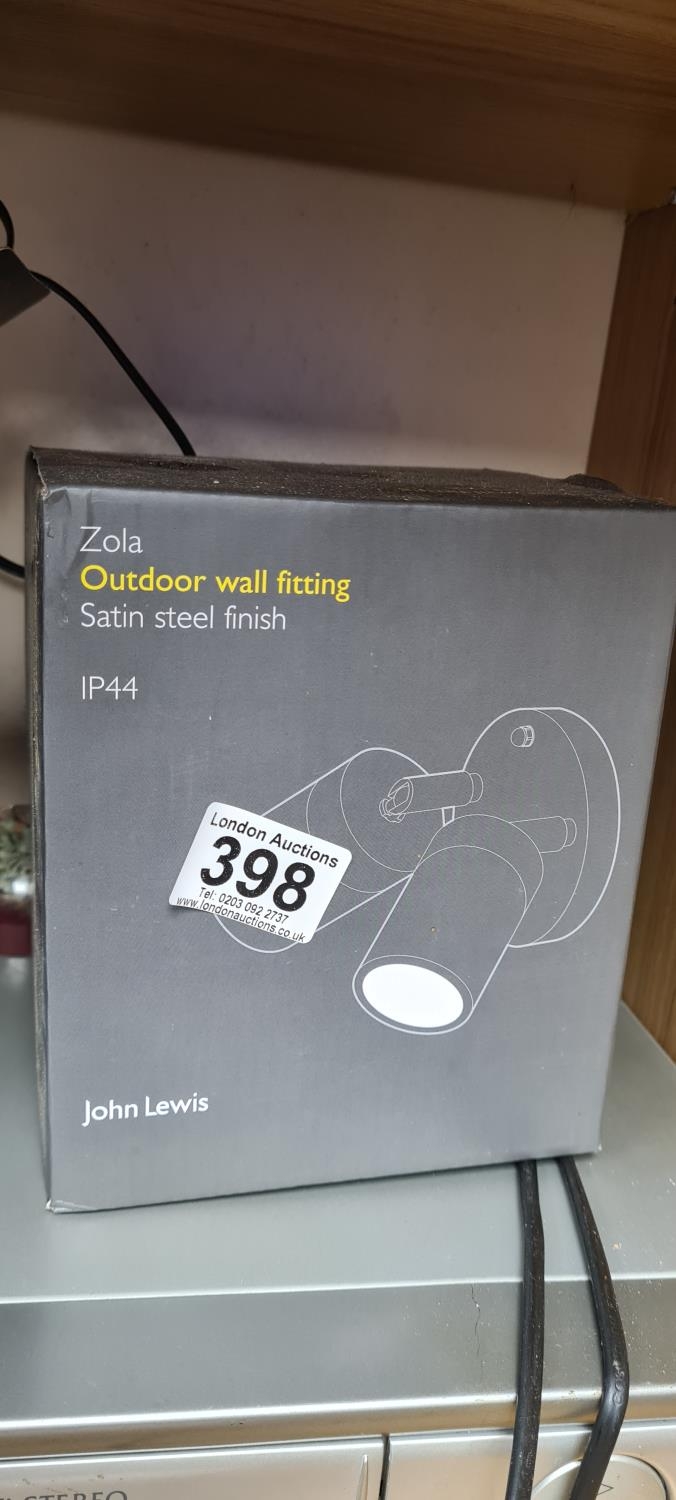 Zola
Outdoor wall fitting
Satin steel finish
IP44
London Auctions
398
Tel: 0203 092 2737
www.londonauctions.co.uk
John Lewis
STEREO